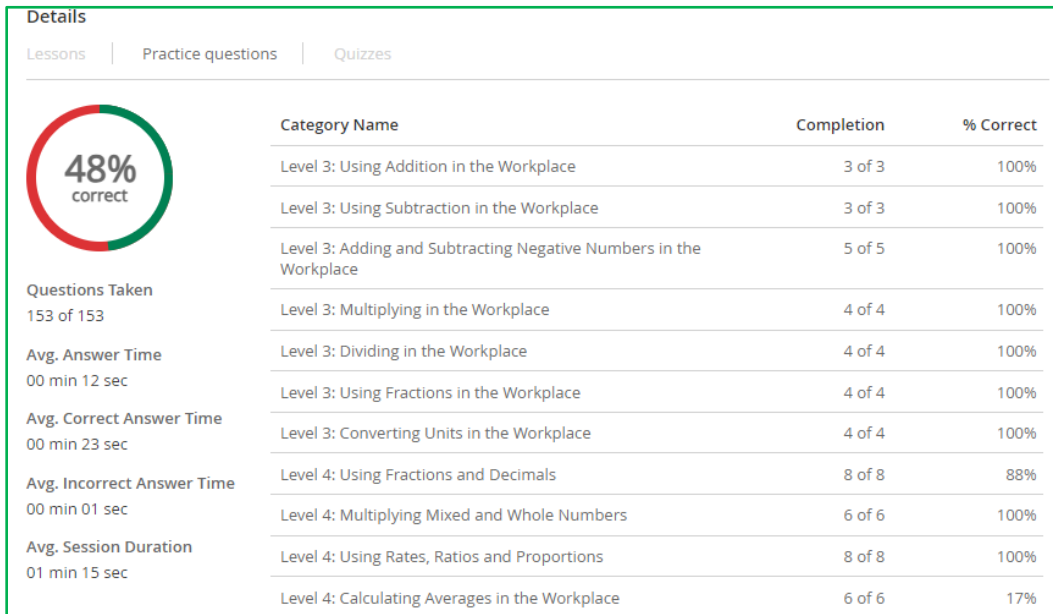 Details
Lessons Practice questions Quizzes
48%
correct
Questions Taken
153 of 153
Avg. Answer Time
00 min 12 sec
Avg. Correct Answer Time
00 min 23 sec
Avg. Incorrect Answer Time
00 min 01 sec
Avg. Session Duration
01 min 15 sec
Category Name Completion % Correct
Level 3: Using Addition in the Workplace 3 of 3 100%
Level 3: Using Subtraction in the Workplace 3 of 3 100%
Level 3: Adding and Subtracting Negative Numbers in the 5 of 5 100%
Workplace
Level 3: Multiplying in the Workplace 4 of 4 100%
Level 3: Dividing in the Workplace 4 of 4 100%
Level 3: Using Fractions in the Workplace 4 of 4 100%
Level 3: Converting Units in the Workplace 4 of 4 100%
Level 4: Using Fractions and Decimals 8 of 8 88%
Level 4: Multiplying Mixed and Whole Numbers 6 of 6 100%
Level 4: Using Rates, Ratios and Proportions 8 of 8 100%
Level 4: Calculating Averages in the Workplace 6 of 6 17%